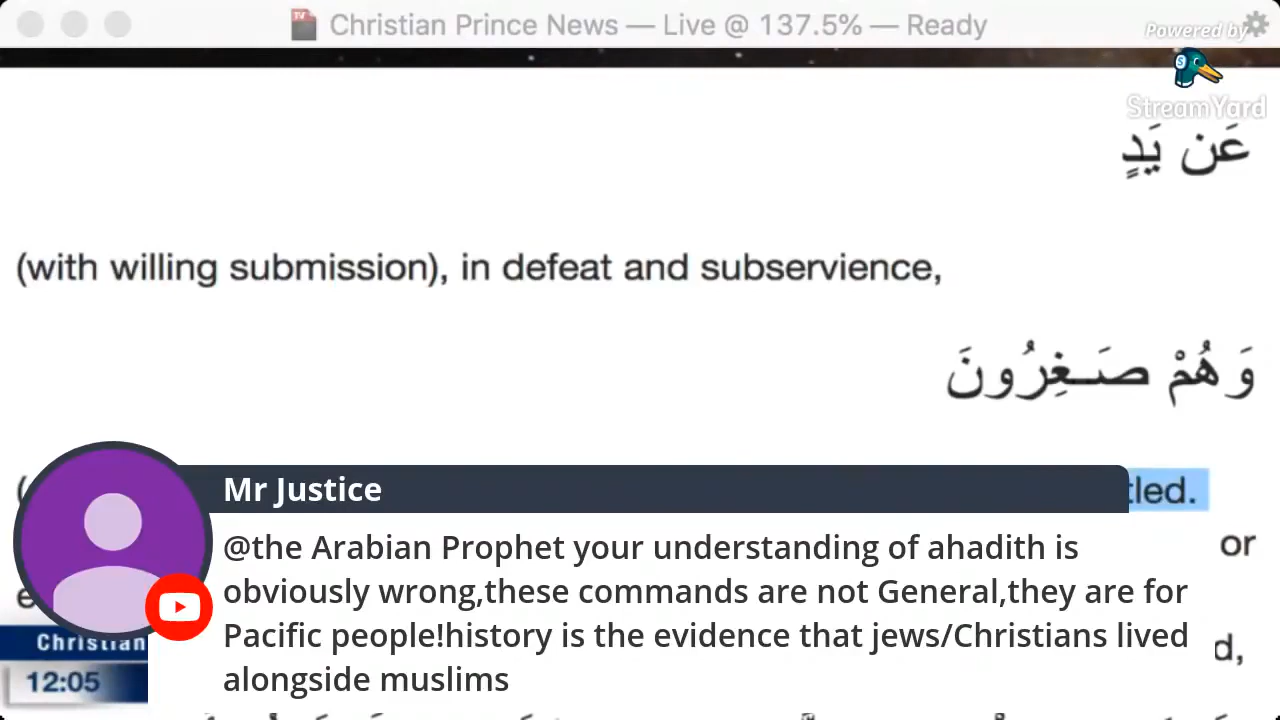 Christian Prince News — Live @ 137.5% — Ready
Powered by
StreamYard
عَن يَدٍ
(with willing submission), in defeat and subservience,
وَهُمْ صَـغِرُونَ
Mr Justice
tled.
@the Arabian Prophet your understanding of ahadith is
or
obviously wrong,these commands are not General,they are for
Pacific people!history is the evidence that jews/Christians lived
d,
alongside muslims
Christian
12:05